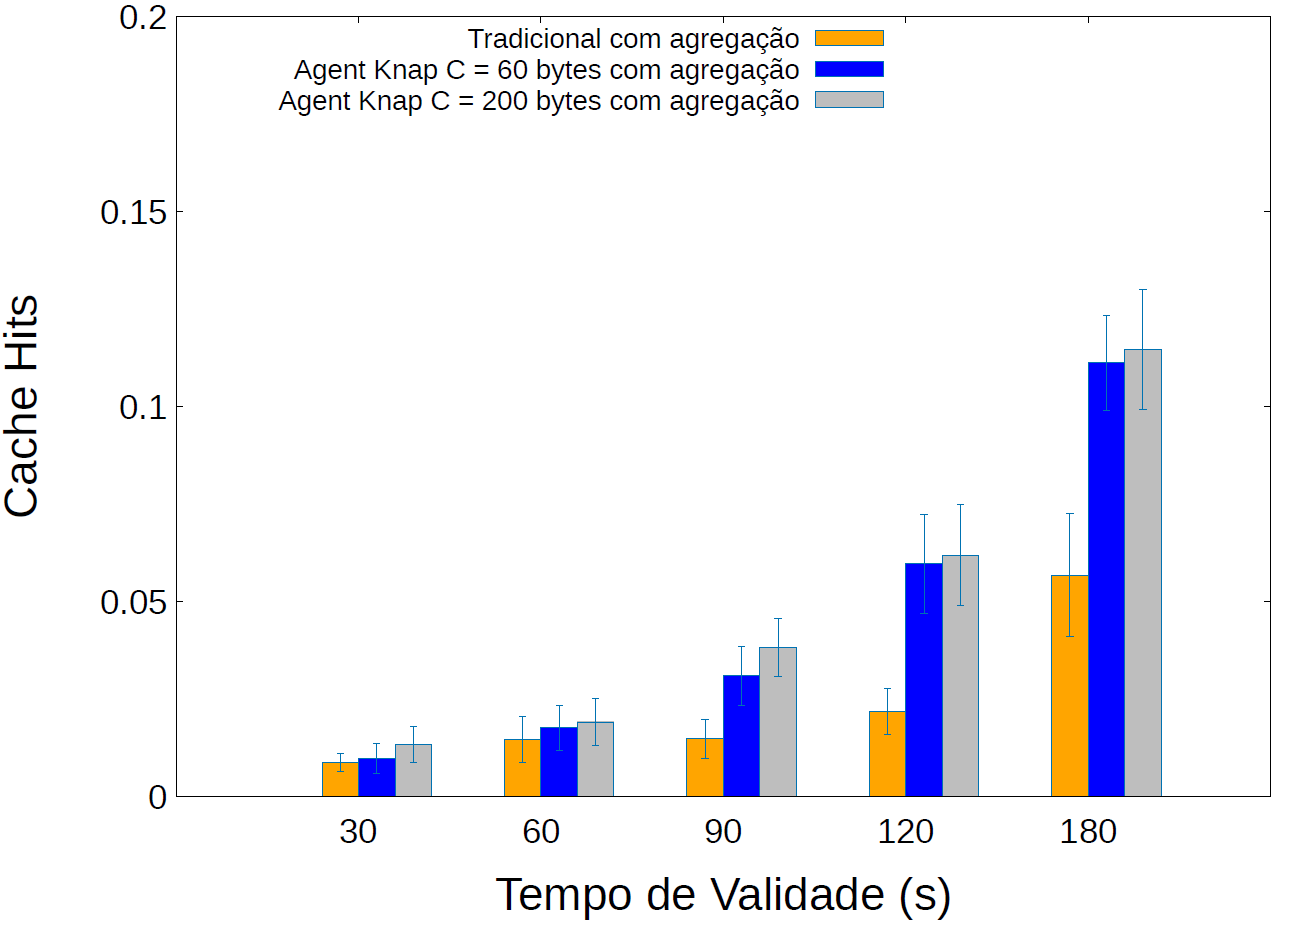 0.2
Tradicional com agregação
Agent Knap C = 60 bytes com agregação
Agent Knap C = 200 bytes com agregação
0.15
0.1
0.05
0
Cache Hits
30 60 90 120 180
Tempo de Validade (s)